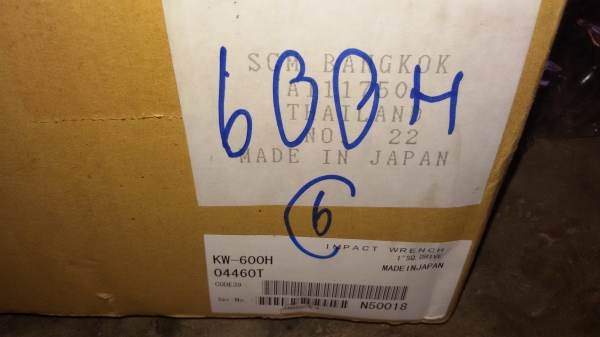 SGM BANGKOK
A111750
THAILAND
NO. 22
MADE IN JAPAN
600H
6
IMPACT WRENCH
1"SQ. DRIVE
KW-600H
MADE IN JAPAN
04460T
CODE39
Ser No.
N50018